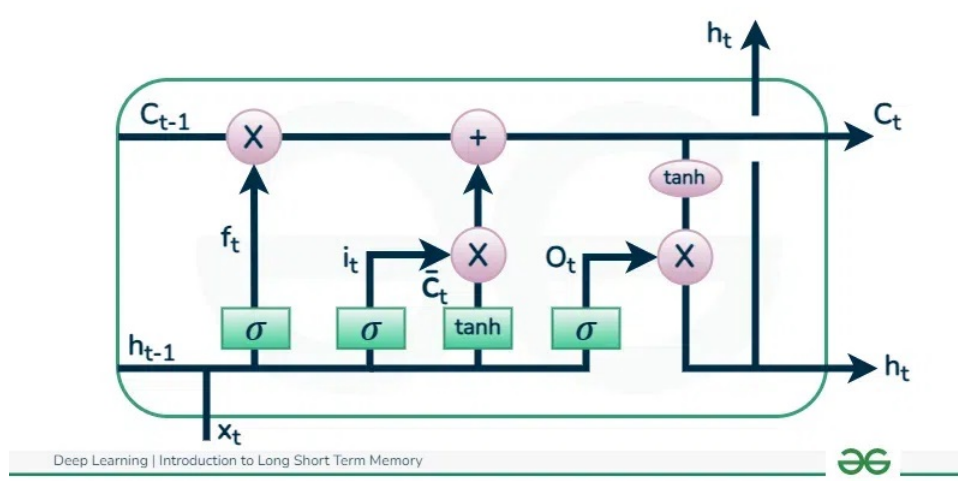 hₜ
Cₜ₋₁
X
+
Cₜ
tanh
fₜ
iₜ
X
C̄ₜ
Oₜ
X
σ
σ
tanh
σ
hₜ₋₁
hₜ
xₜ
Deep Learning | Introduction to Long Short Term Memory